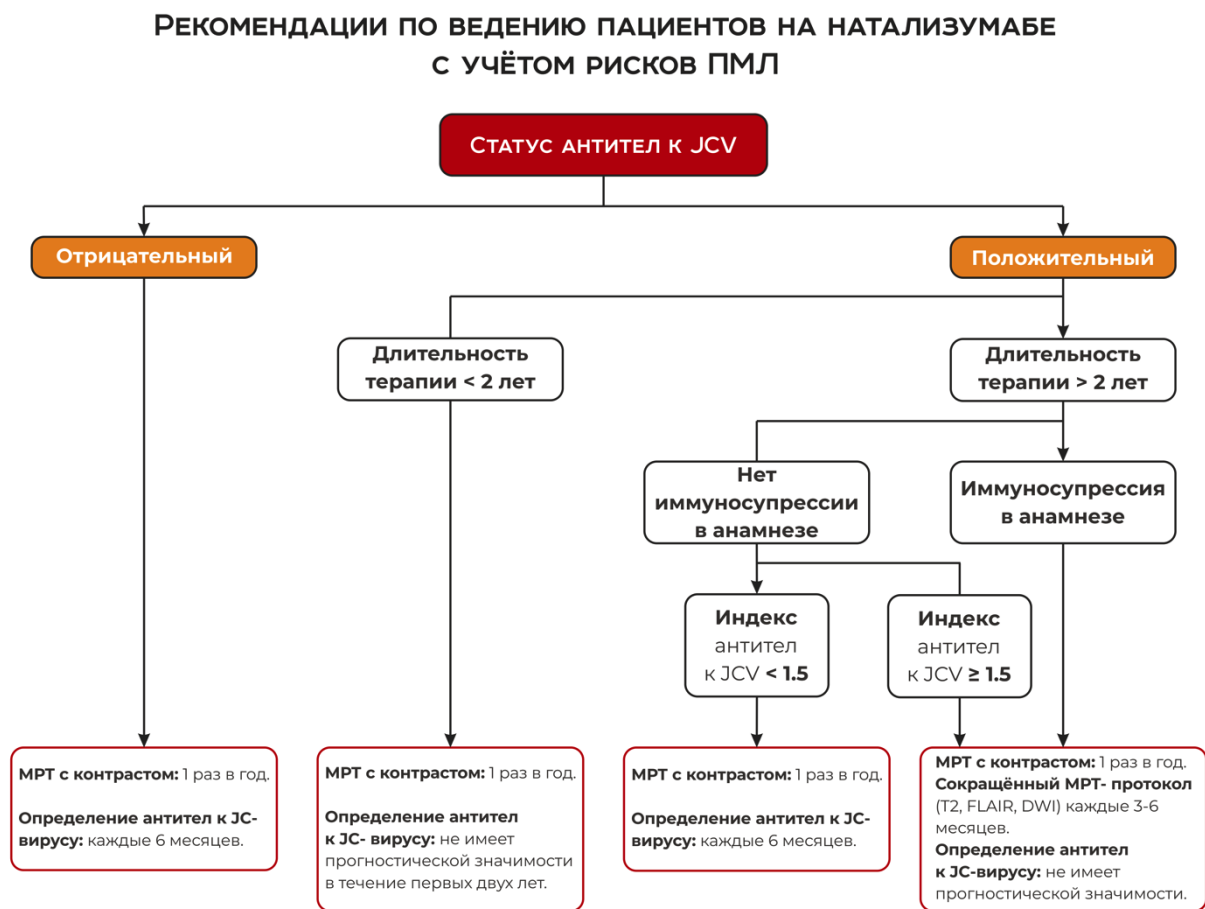 Рекомендации по ведению пациентов на натализумабе
с учётом рисков ПМЛ
Статус антител к JCV
Отрицательный
Положительный
Длительность
терапии < 2 лет
Длительность
терапии > 2 лет
Нет
иммуносупрессии
в анамнезе
Иммуносупрессия
в анамнезе
Индекс
антител
к JCV < 1.5
Индекс
антител
к JCV ≥ 1.5
МРТ с контрастом: 1 раз в год.
Определение антител к JC-
вирусу: каждые 6 месяцев.
МРТ с контрастом: 1 раз в год.
Определение антител
к JC- вирусу: не имеет
прогностической значимости
в течение первых двух лет.
МРТ с контрастом: 1 раз в год.
Определение антител к JC-
вирусу: каждые 6 месяцев.
МРТ с контрастом: 1 раз в год.
Сокращённый МРТ- протокол
(T2, FLAIR, DWI) каждые 3-6
месяцев.
Определение антител
к JC-вирусу: не имеет
прогностической значимости.